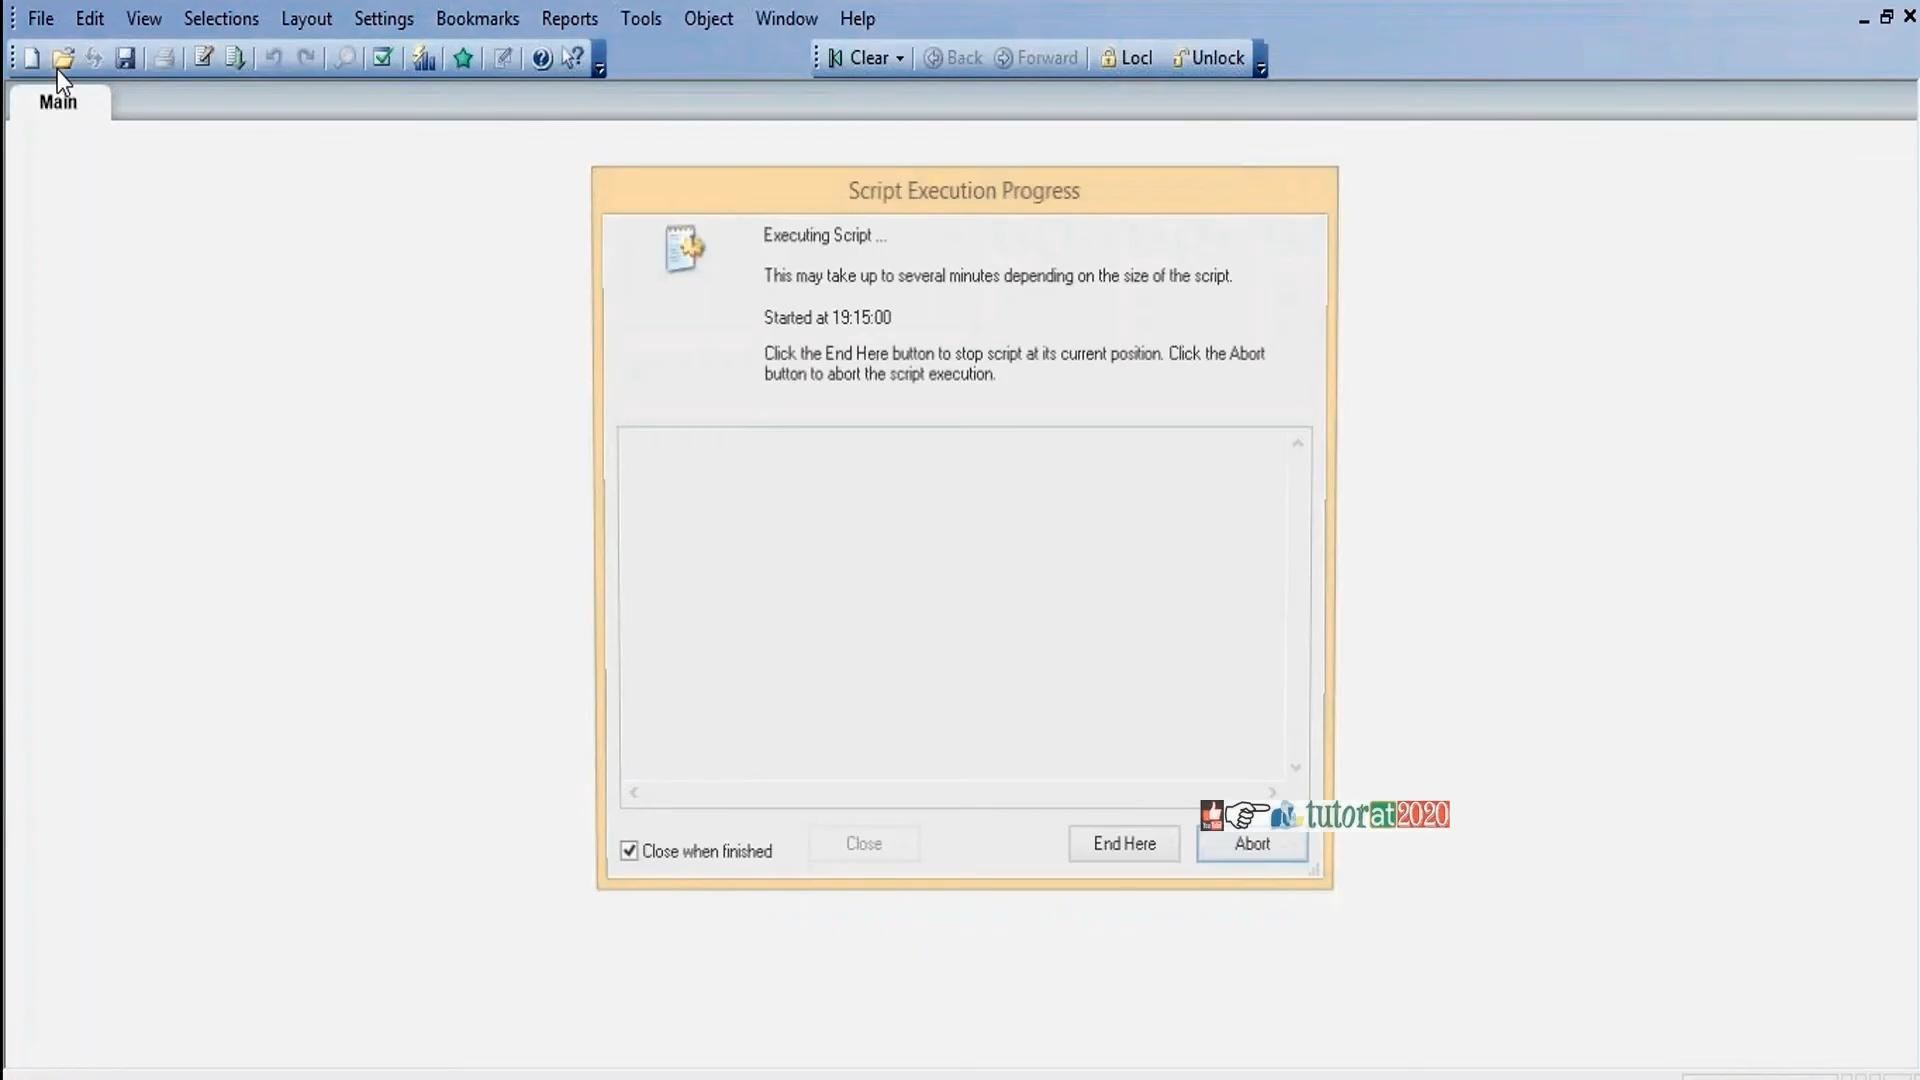 File Edit View Selections Layout Settings Bookmarks Reports Tools Object Window Help
Clear Back Forward Locl Unlock
Main
Script Execution Progress
Executing Script ...
This may take up to several minutes depending on the size of the script.
Started at 19:15:00
Click the End Here button to stop script at its current position. Click the Abort
button to abort the script execution.
tutorat2020
Close when finished Close End Here Abort